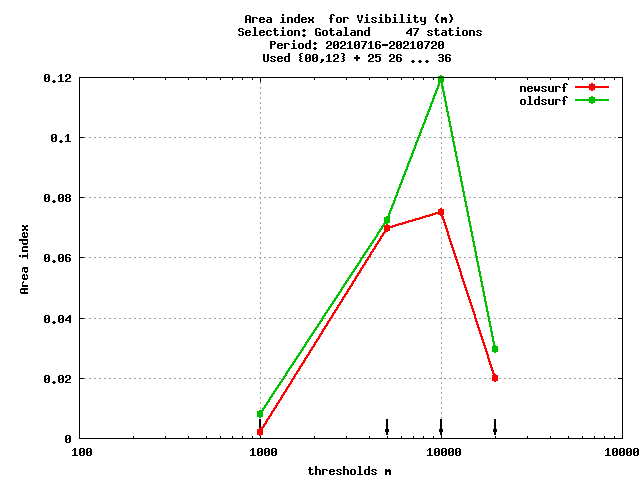 Area index  for Visibility (m)
Selection: Gotaland     47 stations
Period: 20210716-20210720
Used {00,12} + 25 26 ... 36
newsurf
oldsurf
0.12
0.1
0.08
0.06
0.04
0.02
0
Area index
100
1000
10000
100000
thresholds m